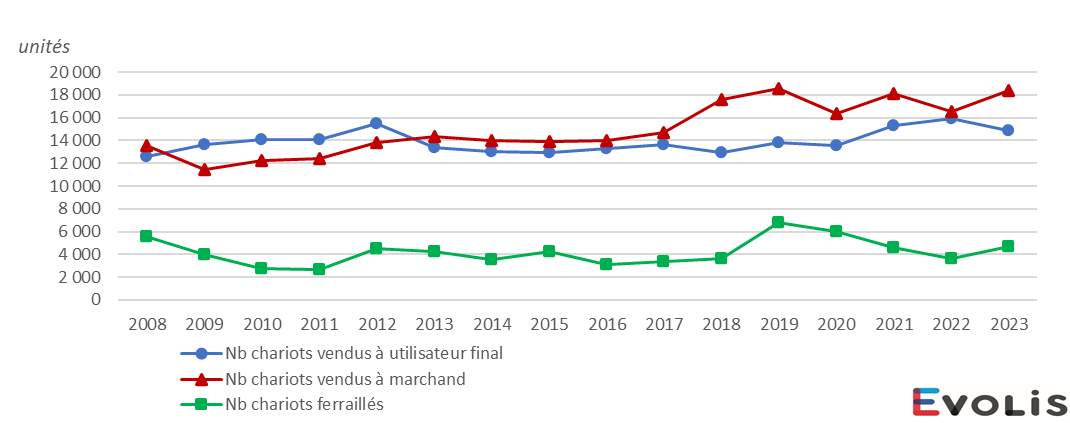 unités
20 000
18 000
16 000
14 000
12 000
10 000
8 000
6 000
4 000
2 000
0
2008 2009 2010 2011 2012 2013 2014 2015 2016 2017 2018 2019 2020 2021 2022 2023
Nb chariots vendus à utilisateur final
Nb chariots vendus à marchand
Nb chariots ferraillés
EVOLIS